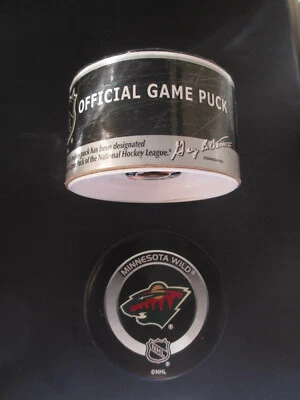 OFFICIAL GAME PUCK
puck has been designated
Puck of the National Hockey League.
MINNESOTA WILD
NHL
©NHL